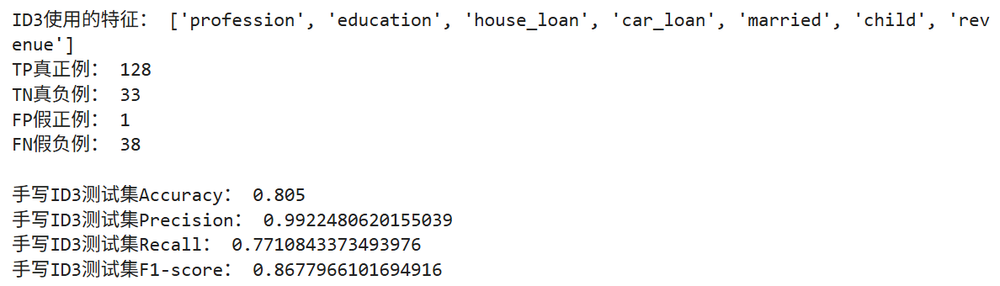 ID3使用的特征： ['profession', 'education', 'house_loan', 'car_loan', 'married', 'child', 'rev
enue']
TP真正例： 128
TN真负例： 33
FP假正例： 1
FN假负例： 38
手写ID3测试集Accuracy： 0.805
手写ID3测试集Precision： 0.9922480620155039
手写ID3测试集Recall： 0.7710843373493976
手写ID3测试集F1-score： 0.8677966101694916